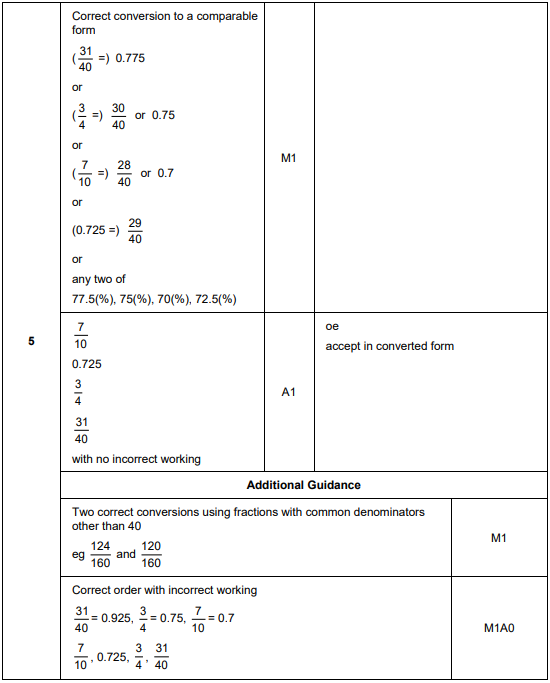 Correct conversion to a comparable
form
(31/40 =) 0.775
or
(3/4 =) 30/40 or 0.75
or
(7/10 =) 28/40 or 0.7
or
(0.725 =) 29/40
or
any two of
77.5(%), 75(%), 70(%), 72.5(%)
M1
5
7/10
0.725
3/4
31/40
with no incorrect working
A1
oe
accept in converted form
Additional Guidance
Two correct conversions using fractions with common denominators
other than 40
eg 124/160 and 120/160
M1
Correct order with incorrect working
31/40 = 0.925, 3/4 = 0.75, 7/10 = 0.7
7/10, 0.725, 3/4, 31/40
M1A0